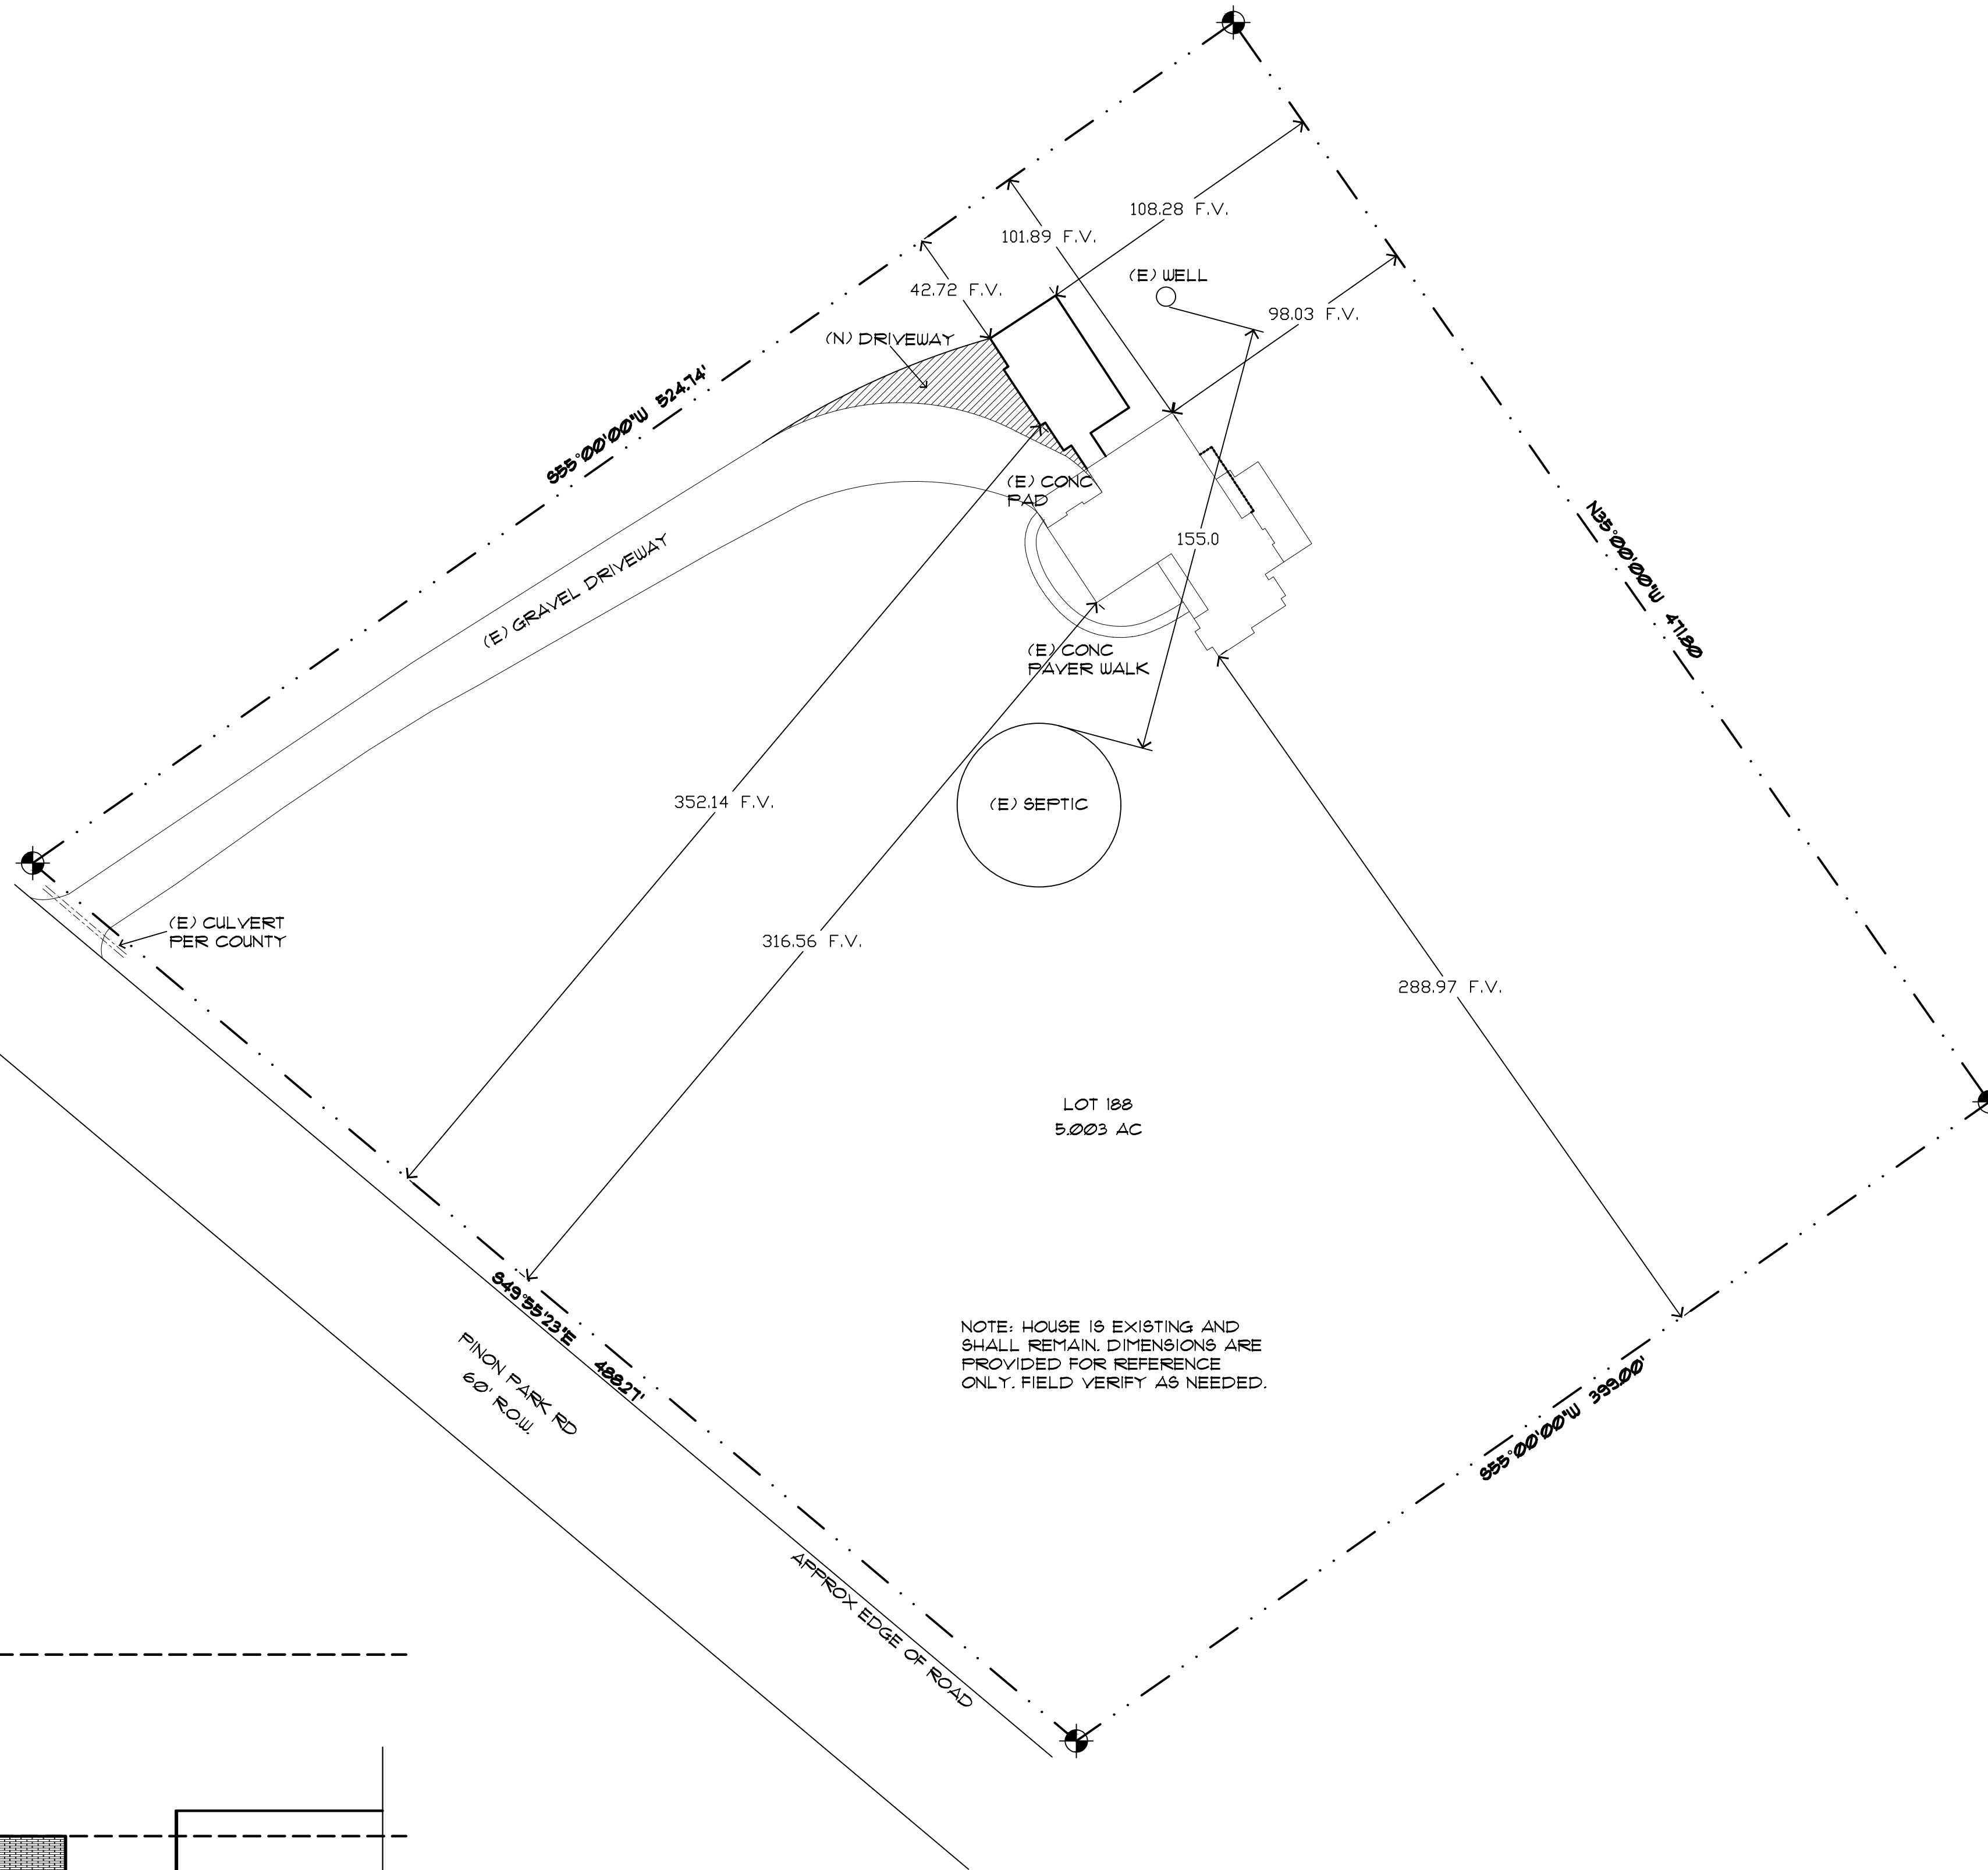 108.28 F.V.
101.89 F.V.
(E) WELL
42.72 F.V.
98.03 F.V.
(N) DRIVEWAY
S55°00'00"W 524.74'
(E) CONC
PAD
N35°00'00"W 471.80
155.0
(E) GRAVEL DRIVEWAY
(E) CONC
PAVER WALK
352.14 F.V.
(E) SEPTIC
(E) CULVERT
PER COUNTY
316.56 F.V.
288.97 F.V.
LOT 188
5.003 AC
S49°55'23"E 488.27'
PINON PARK RD
60' R.O.W.
NOTE: HOUSE IS EXISTING AND
SHALL REMAIN. DIMENSIONS ARE
PROVIDED FOR REFERENCE
ONLY. FIELD VERIFY AS NEEDED.
S55°00'00"W 399.00'
APPROX EDGE OF ROAD